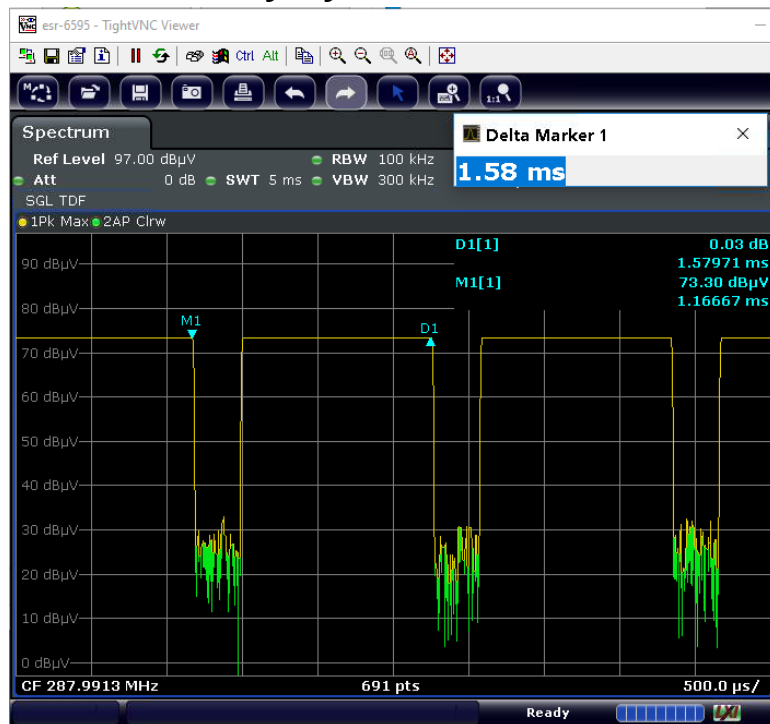 esr-6595 - TightVNC Viewer
Ctrl Alt
1:1
Spectrum
Delta Marker 1
1.58 ms
Ref Level 97.00 dBµV RBW 100 kHz
Att 0 dB SWT 5 ms VBW 300 kHz
SGL TDF
1Pk Max 2AP Clrw
D1[1] 0.03 dB
1.57971 ms
M1[1] 73.30 dBµV
1.16667 ms
90 dBµV
80 dBµV
M1
D1
70 dBµV
60 dBµV
50 dBµV
40 dBµV
30 dBµV
20 dBµV
10 dBµV
0 dBµV
CF 287.9913 MHz 691 pts 500.0 µs/
Ready LXI